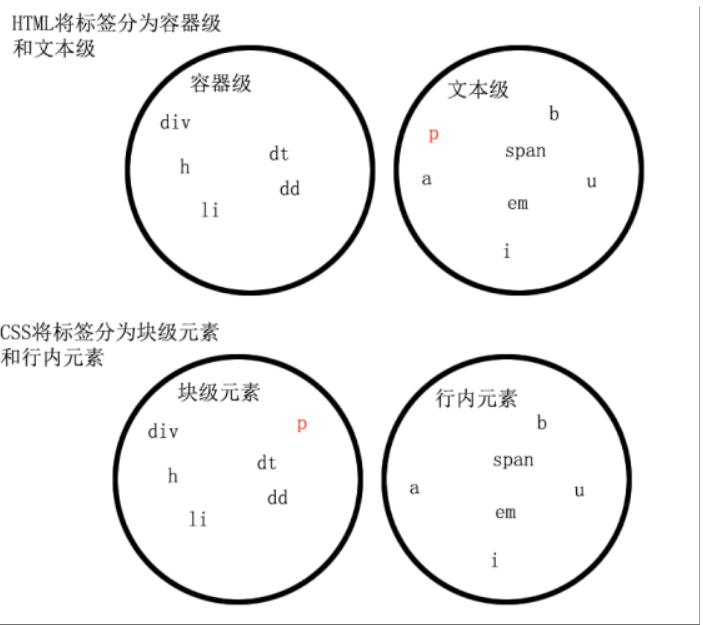 HTML将标签分为容器级
和文本级
容器级
div
h
dt
dd
li
文本级
b
p
span
a
u
em
i
CSS将标签分为块级元素
和行内元素
块级元素
p
div
h
dt
dd
li
行内元素
b
span
a
u
em
i